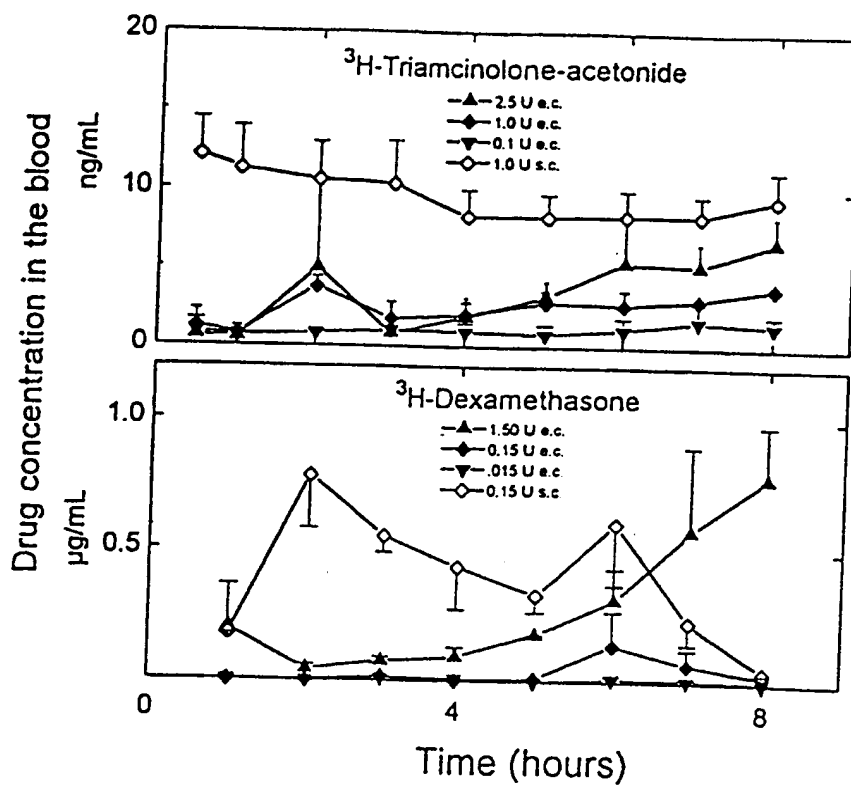 Drug concentration in the blood
ng/mL
µg/mL
20
10
0
³H-Triamcinolone-acetonide
2.5 U e.c.
1.0 U e.c.
0.1 U e.c.
1.0 U s.c.
1.0
0.5
³H-Dexamethasone
1.50 U e.c.
0.15 U e.c.
.015 U e.c.
0.15 U s.c.
0
4
8
Time (hours)